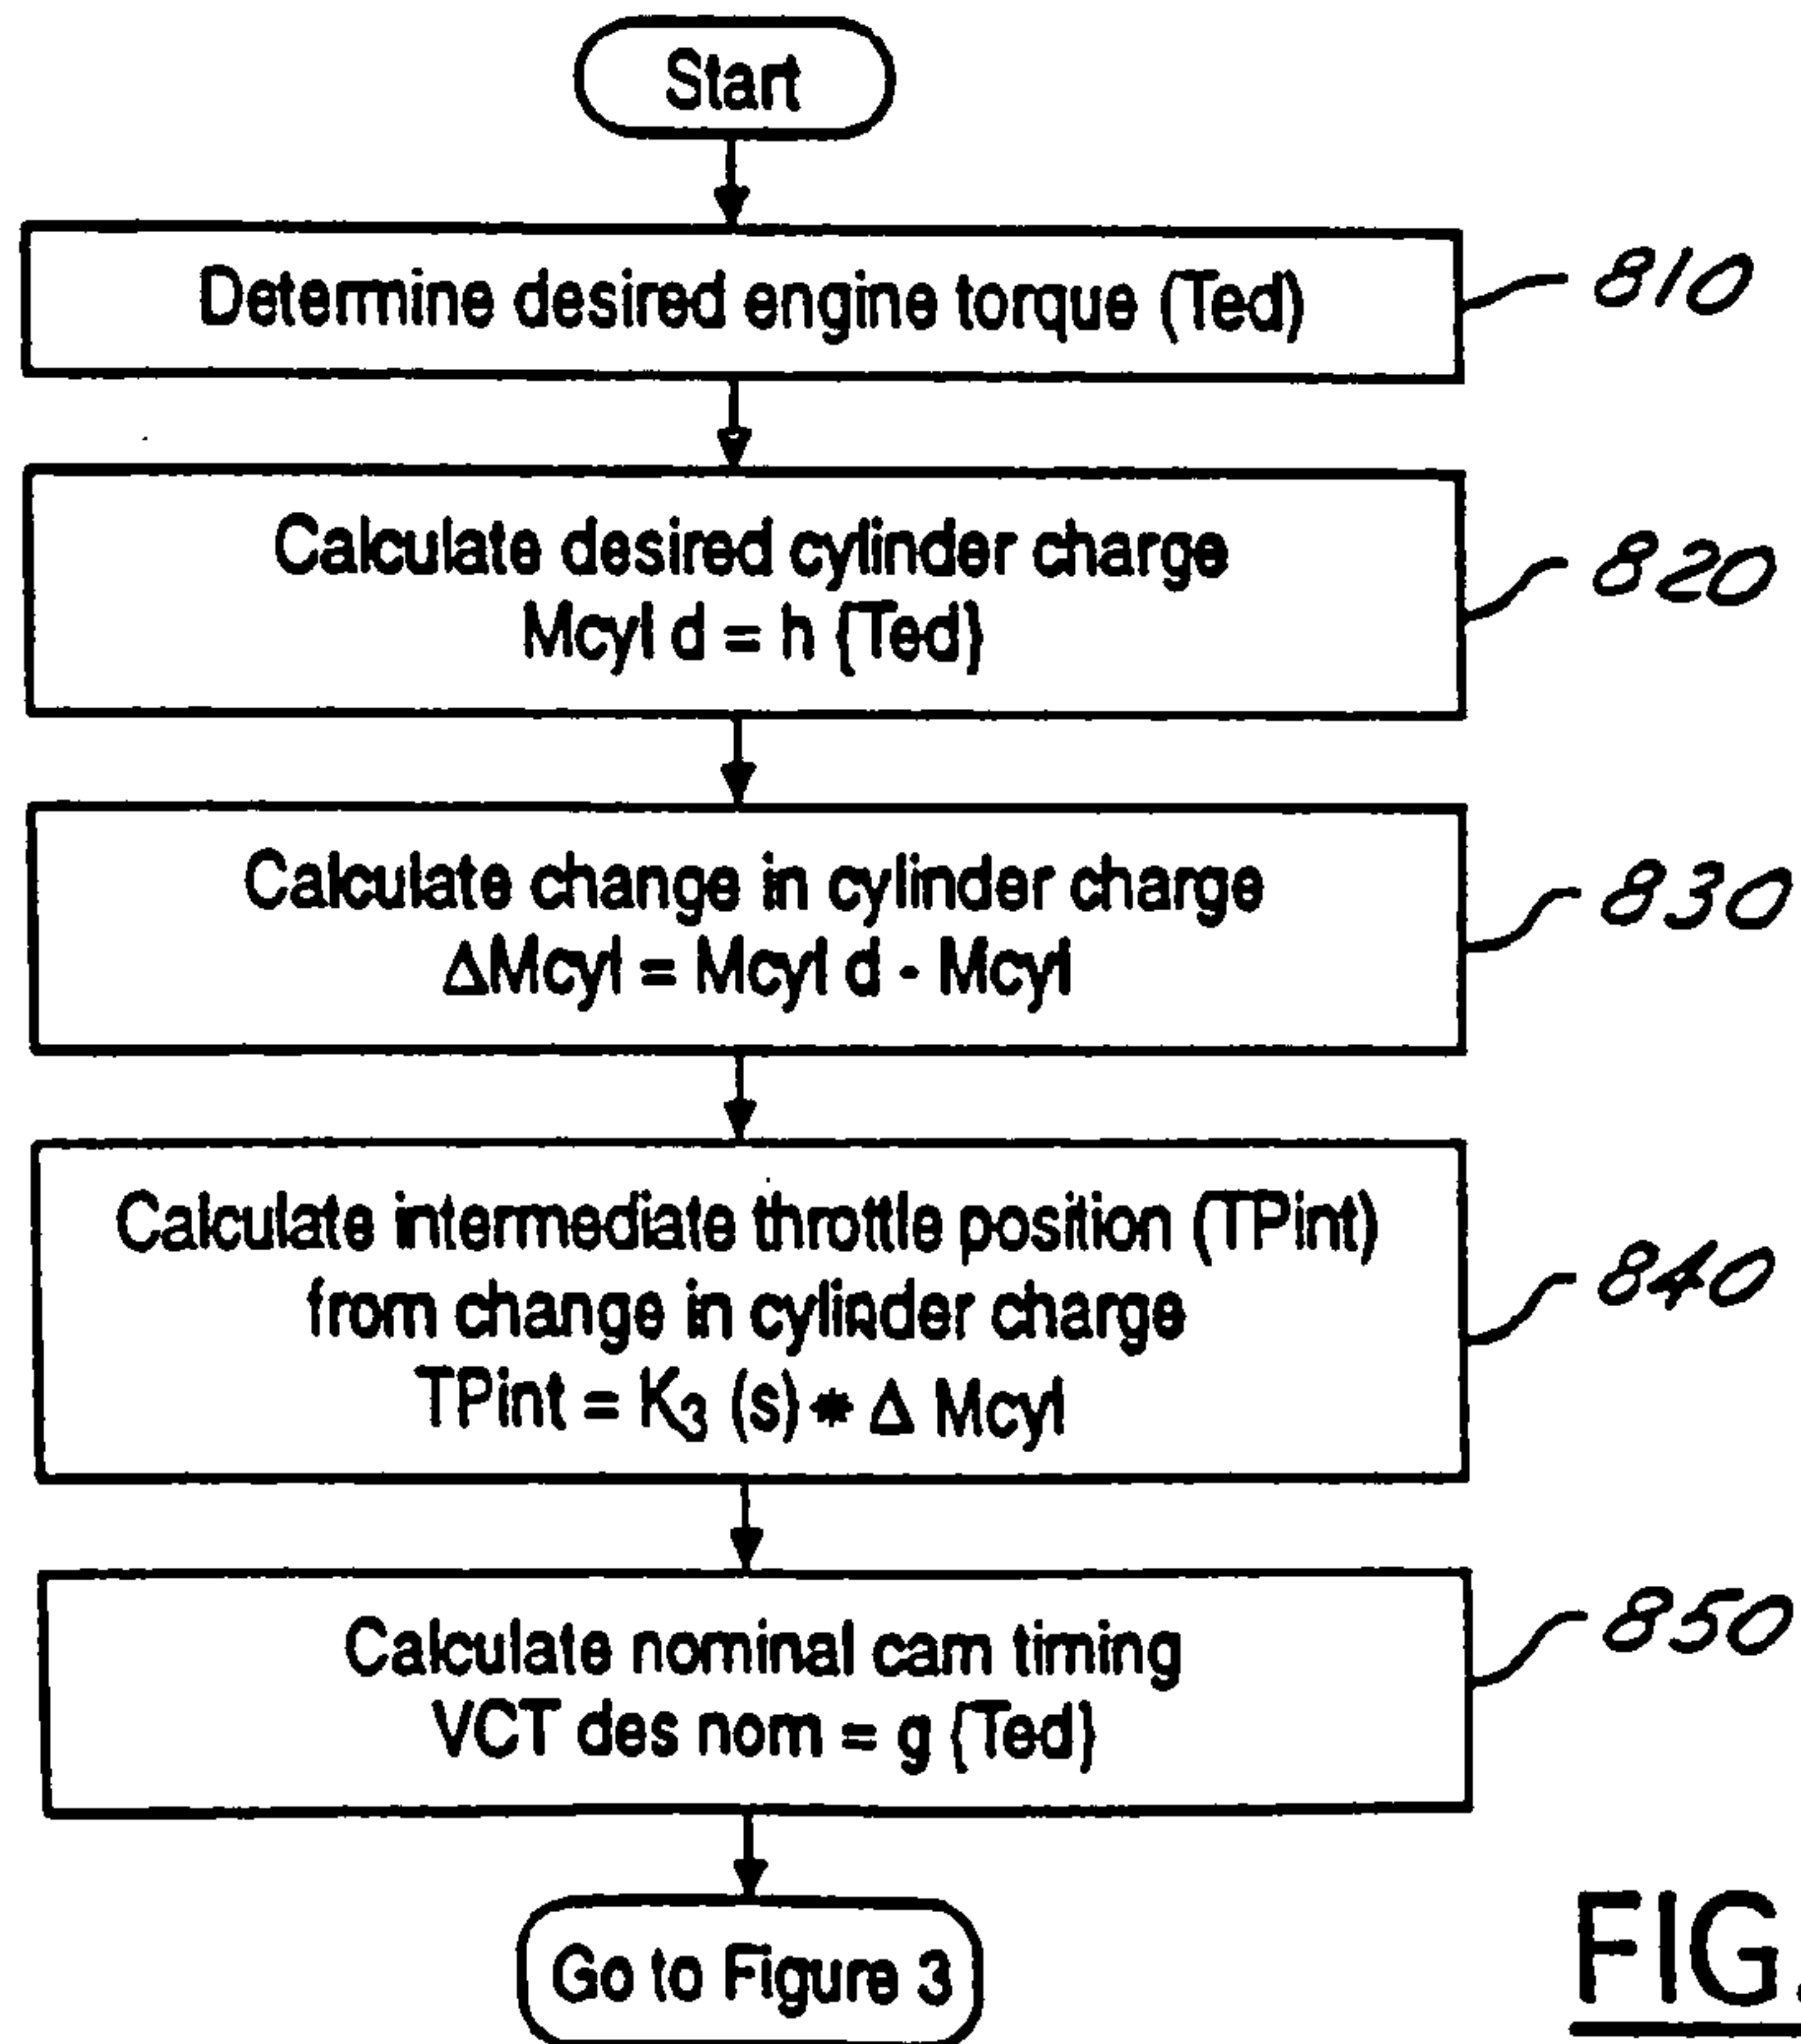 Start
Determine desired engine torque (Ted)
810
Calculate desired cylinder charge
Mcyl d = h {Ted}
820
Calculate change in cylinder charge
ΔMcyl = Mcyl d - Mcyl
830
Calculate intermediate throttle position (TPint)
from change in cylinder charge
TPint = K₃ (s) * Δ Mcyl
840
Calculate nominal cam timing
VCT des nom = g {Ted}
850
Go to Figure 3
FIG.